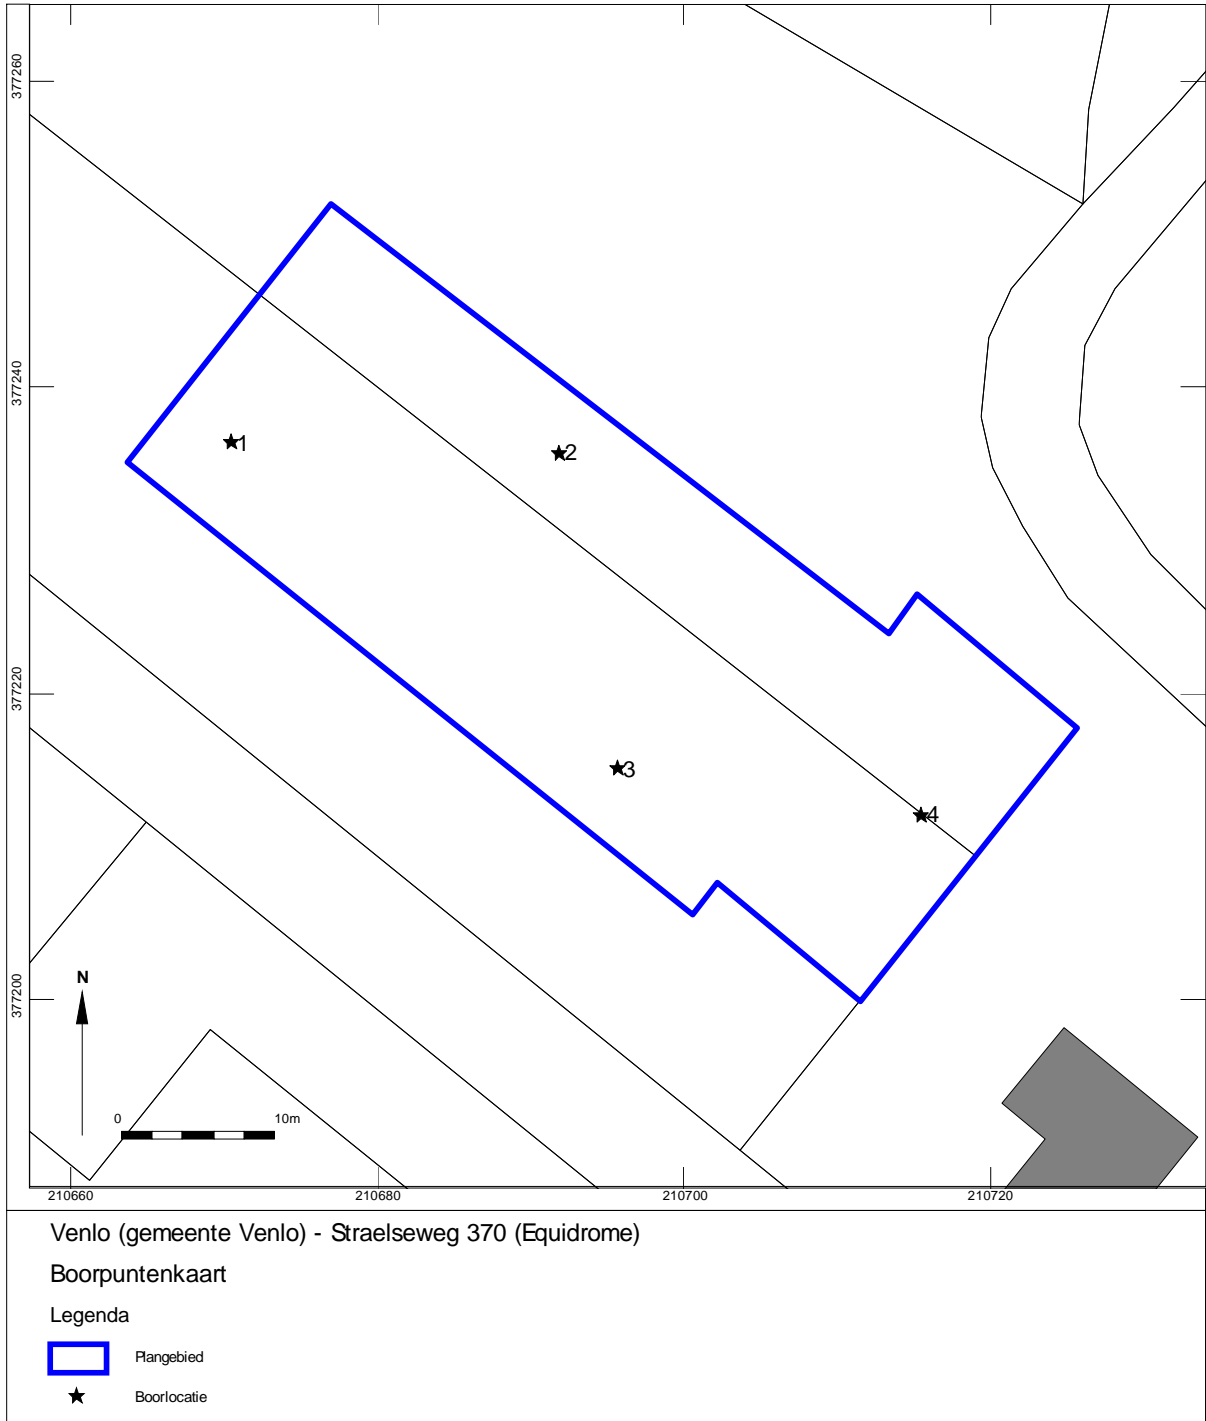 377260
377240
377220
377200
1
2
3
4
N
0 10m
210660 210680 210700 210720
Venlo (gemeente Venlo) - Straelseweg 370 (Equidrome)
Boorpuntenkaart
Legenda
Plangebied
Boorlocatie